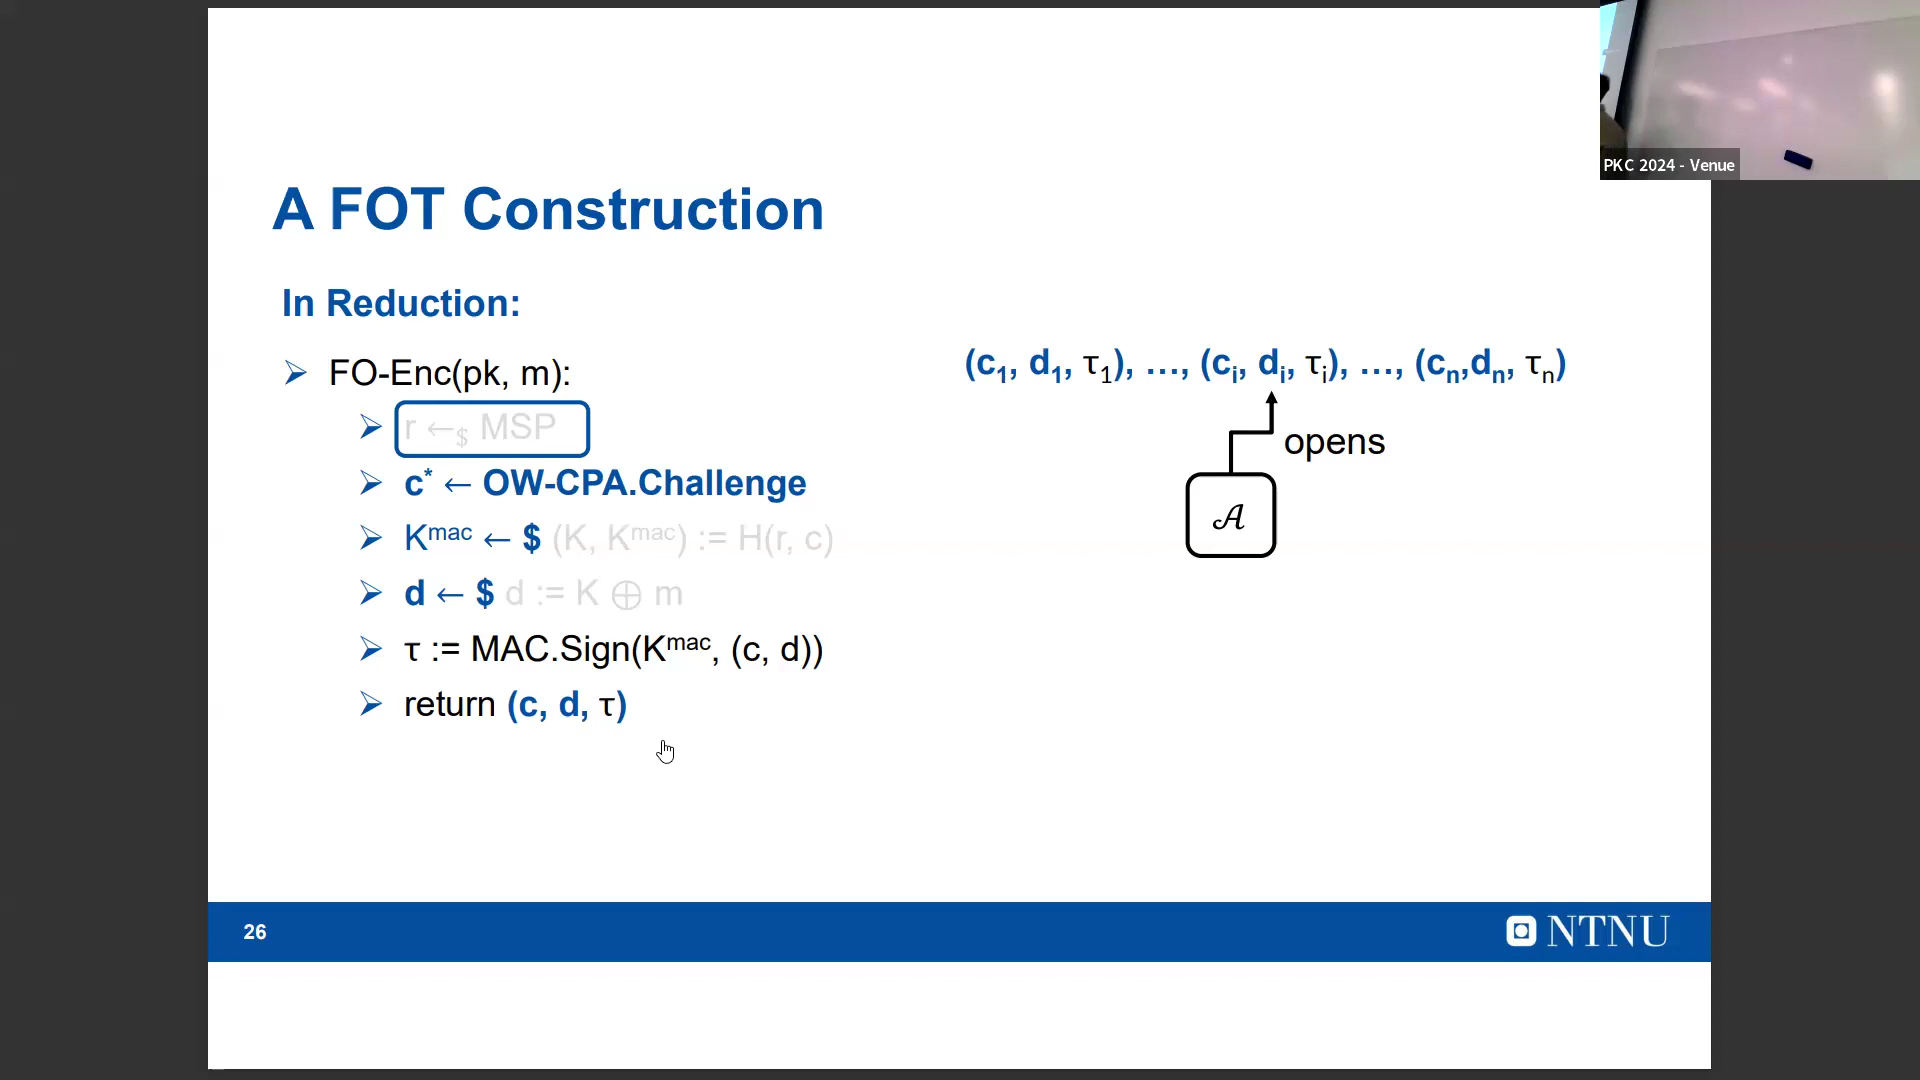 PKC 2024 - Venue
A FOT Construction
In Reduction:
➢ FO-Enc(pk, m):
➢ r ←$ MSP
➢ c* ← OW-CPA.Challenge
➢ Kmac ← $ (K, Kmac) := H(r, c)
➢ d ← $ d := K ⊕ m
➢ τ := MAC.Sign(Kmac, (c, d))
➢ return (c, d, τ)
(c1, d1, τ1), …, (ci, di, τi), …, (cn,dn, τn)
opens
𝒜
26
NTNU